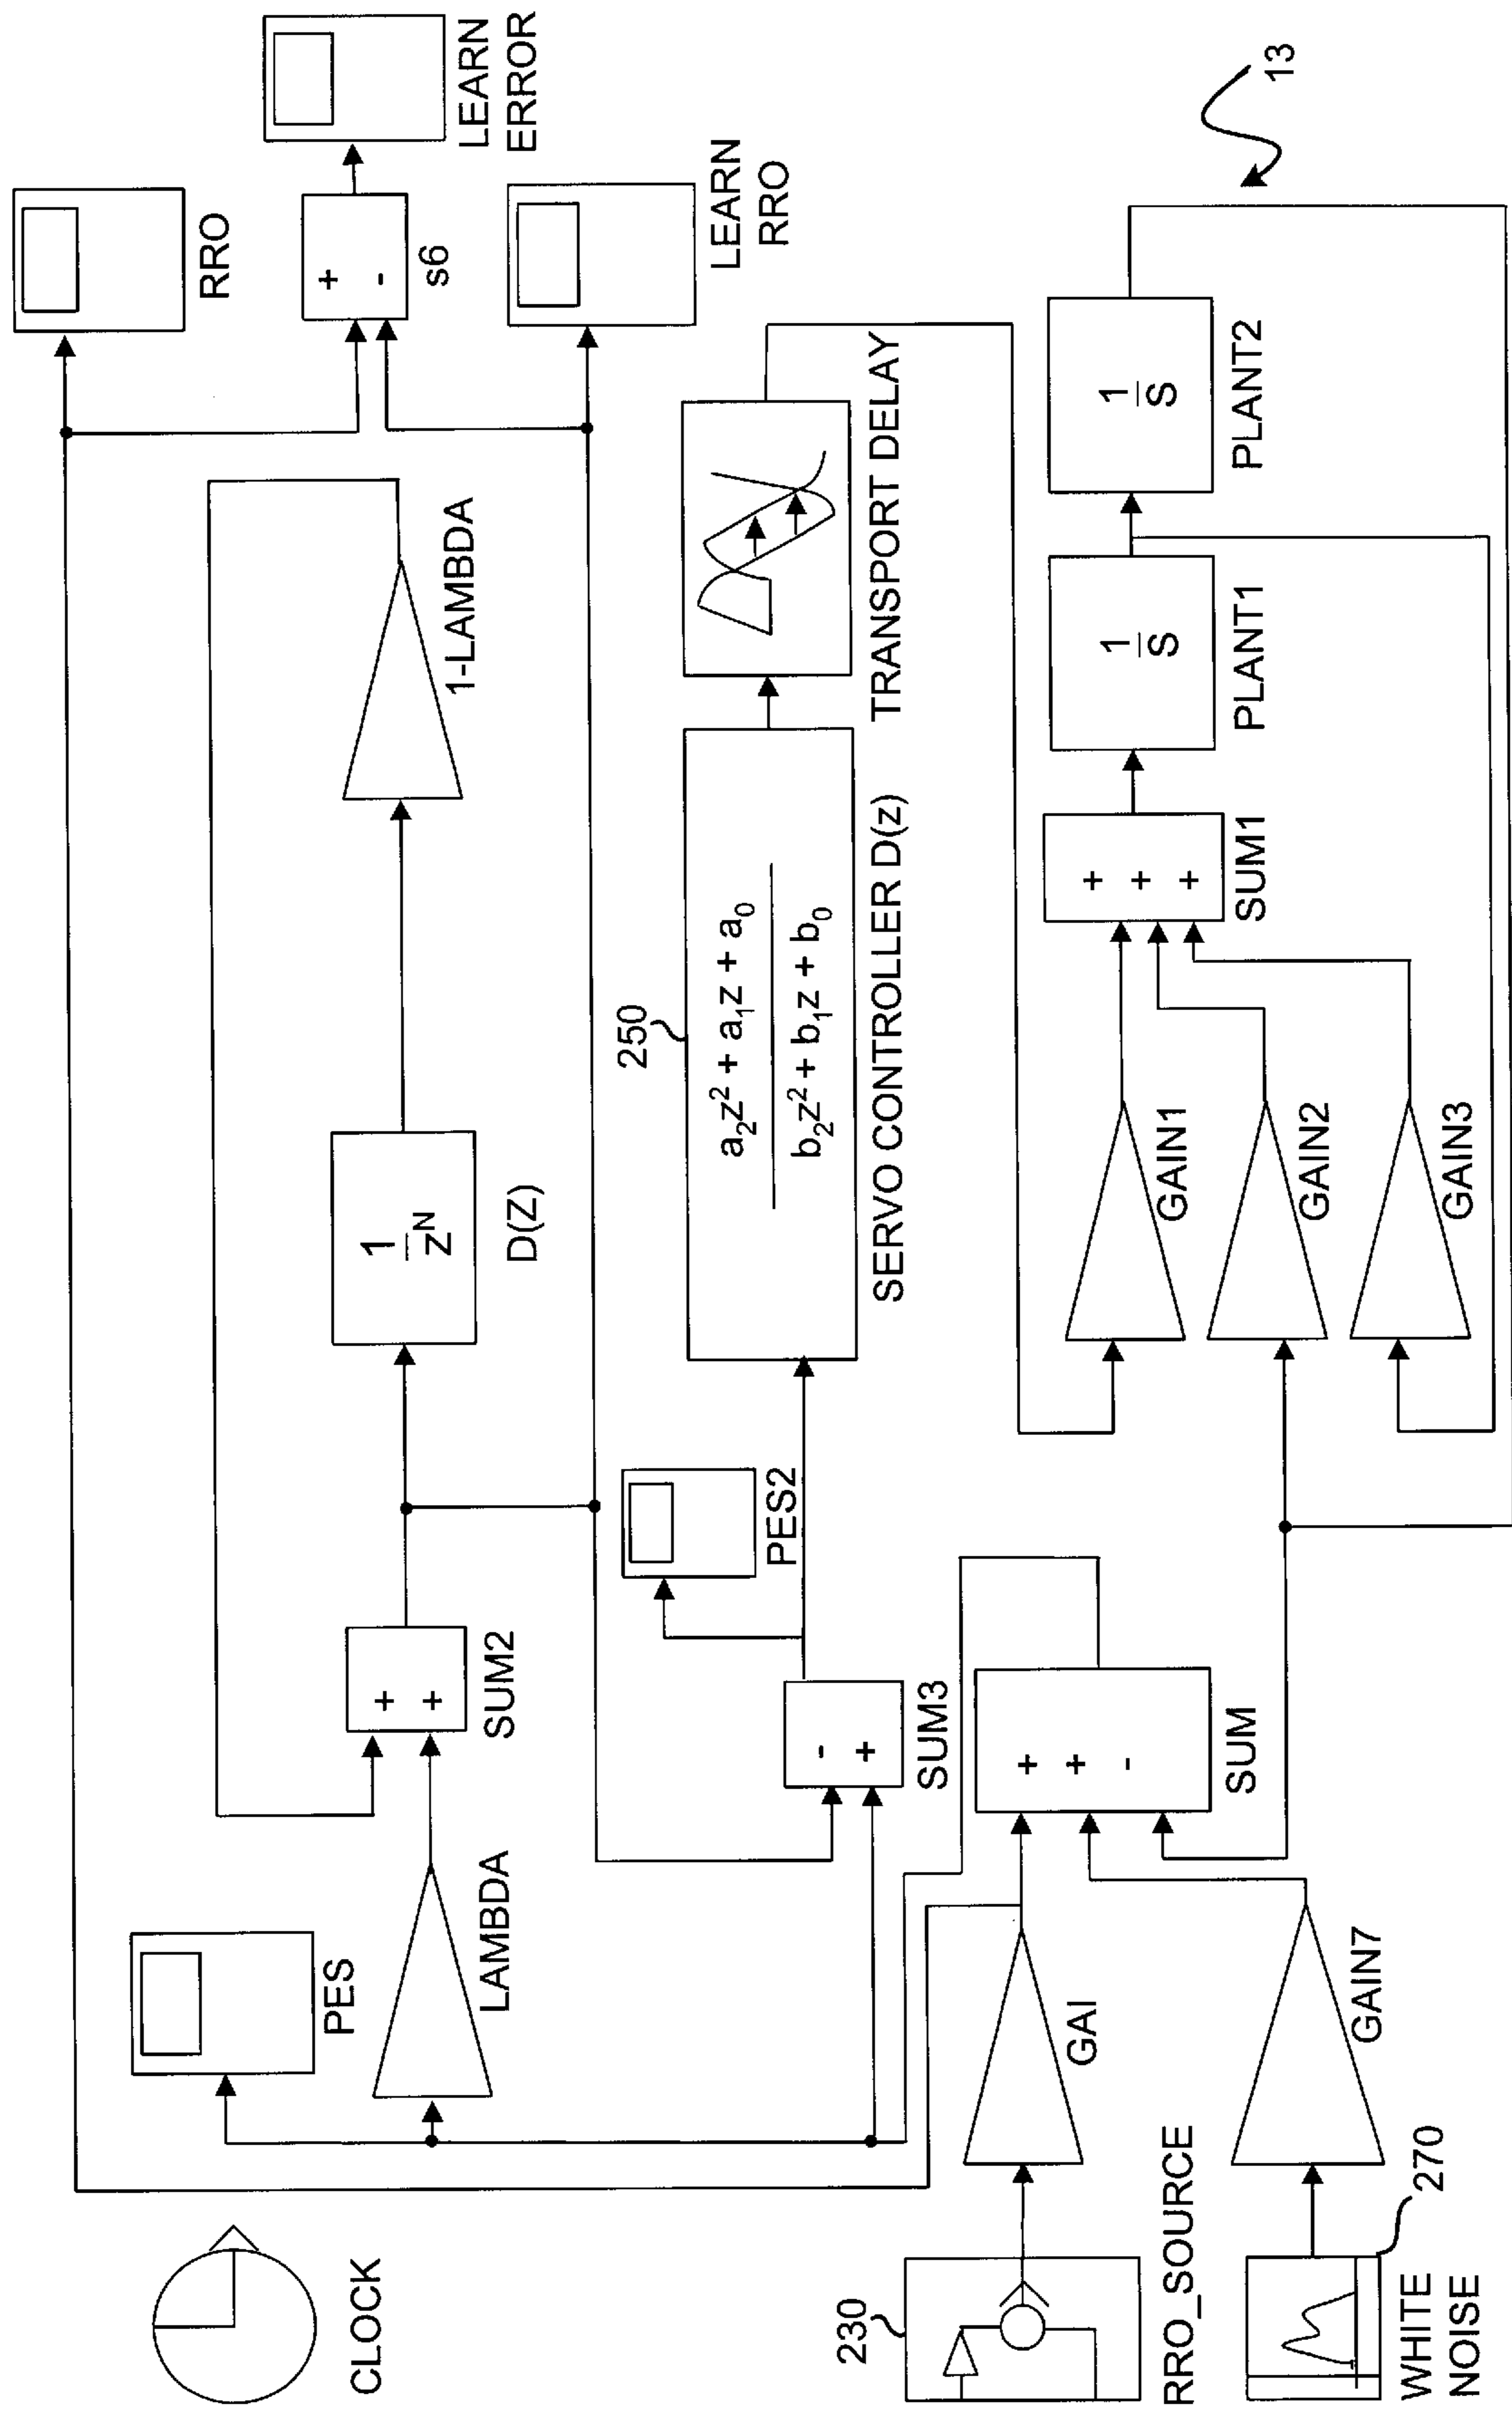 CLOCK
PES
LAMBDA
+
+
SUM2
1
z^N
D(Z)
1-LAMBDA
RRO
+
-
s6
LEARN
ERROR
LEARN
RRO
-
+
SUM3
PES2
250
a₂z² + a₁z + a₀
b₂z² + b₁z + b₀
SERVO CONTROLLER D(z)
TRANSPORT DELAY
230
RRO_SOURCE
GAI
270
WHITE
NOISE
GAIN7
+
+
-
SUM
GAIN1
GAIN2
GAIN3
+
+
+
SUM1
1
S
PLANT1
1
S
PLANT2
13